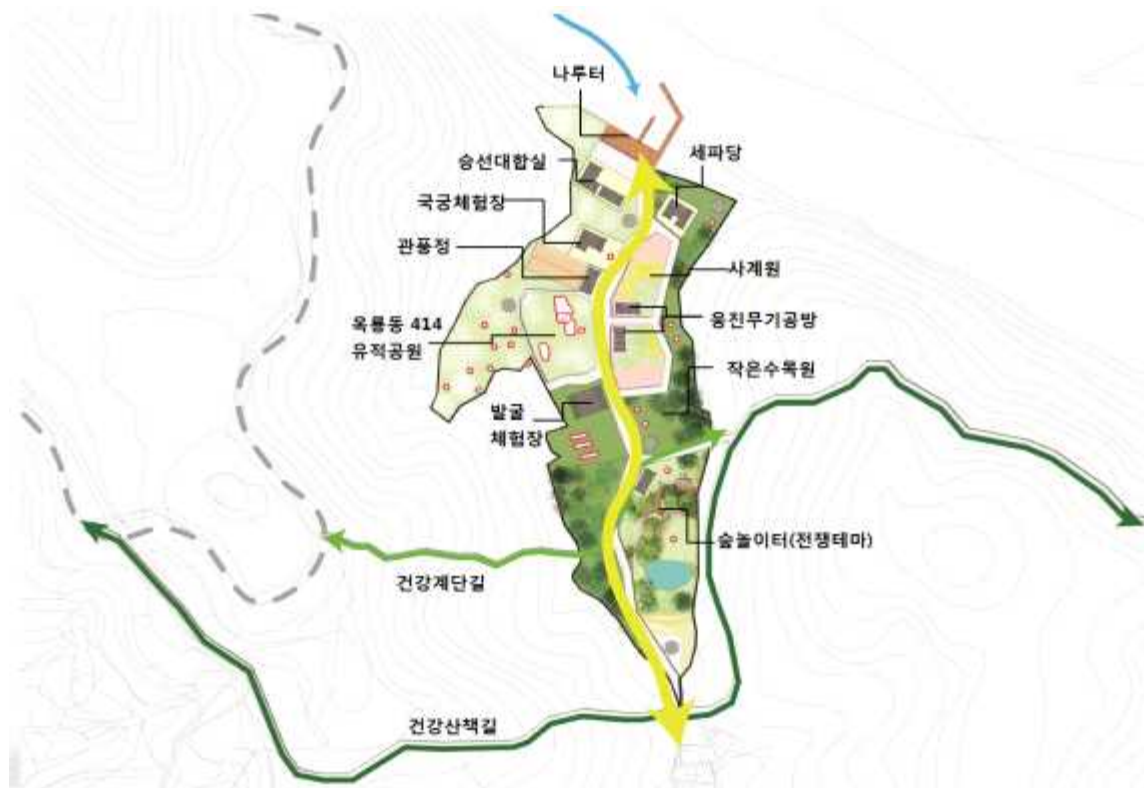 나루터
세파당
승선대합실
국궁체험장
관풍정
사계원
옥룡동 414
유적공원
웅진무기공방
작은수목원
발굴
체험장
숲놀이터(전쟁테마)
건강계단길
건강산책길